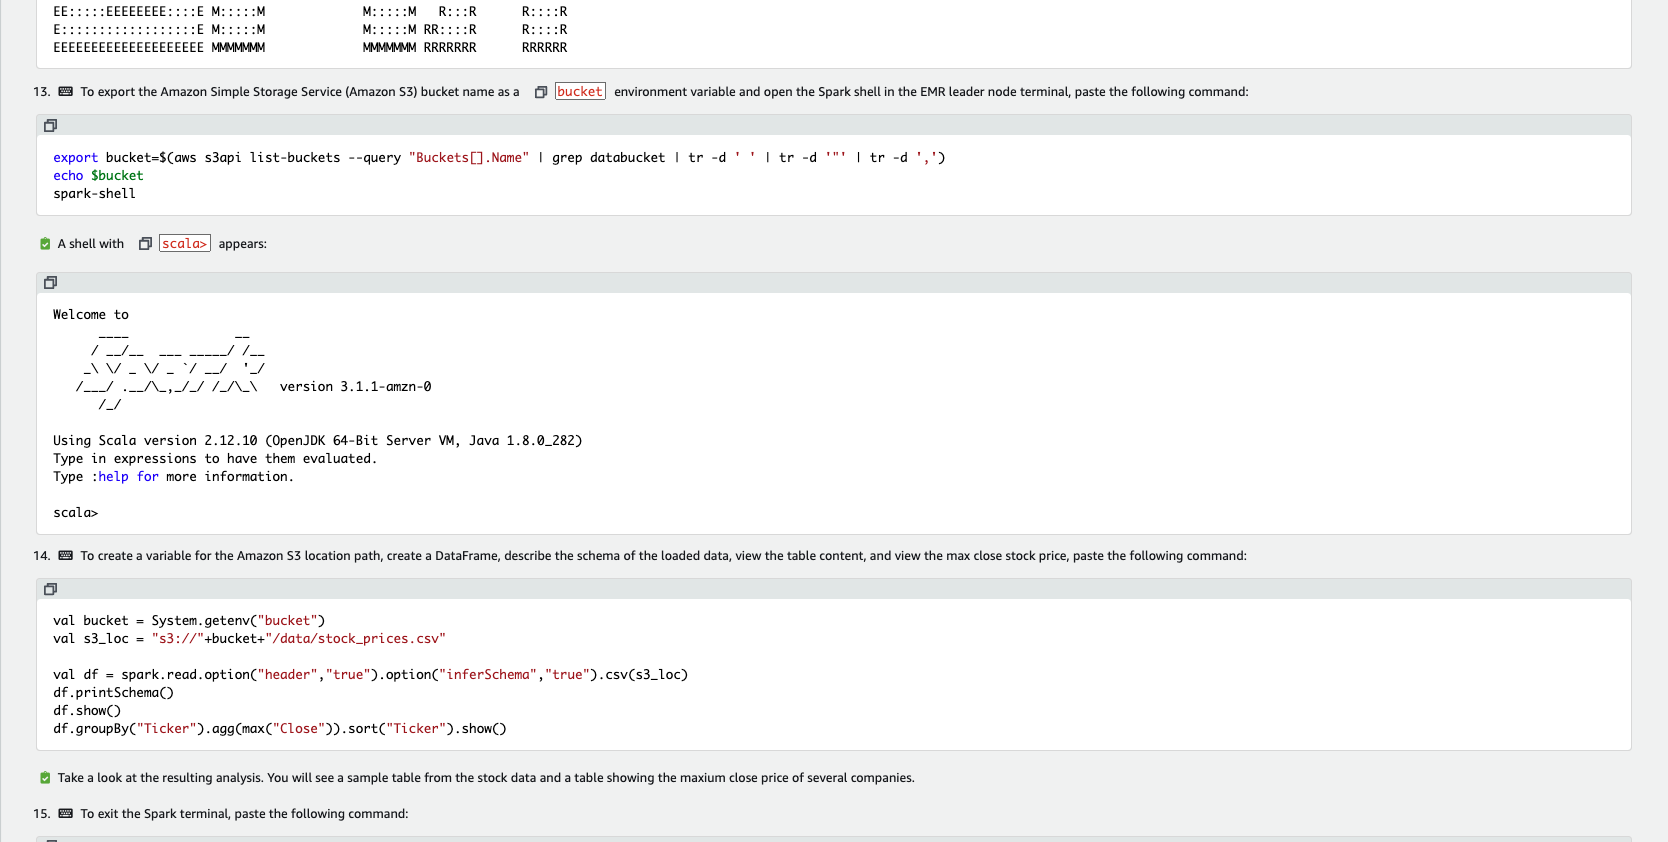 EE:::::EEEEEEEE::::E M:::::M             M:::::M   R:::R      R::::R
E::::::::::::::::::E M:::::M             M:::::M RR::::R      R::::R
EEEEEEEEEEEEEEEEEEEE MMMMMMM             MMMMMMM RRRRRRR      RRRRRR
13. To export the Amazon Simple Storage Service (Amazon S3) bucket name as a bucket environment variable and open the Spark shell in the EMR leader node terminal, paste the following command:
export bucket=$(aws s3api list-buckets --query "Buckets[].Name" | grep databucket | tr -d ' ' | tr -d '"' | tr -d ',')
echo $bucket
spark-shell
A shell with scala> appears:
Welcome to
      ____              __
     / __/__  ___ _____/ /__
    _\ \/ _ \/ _ `/ __/  '_/
   /___/ .__/\_,_/_/ /_/\_\   version 3.1.1-amzn-0
      /_/
Using Scala version 2.12.10 (OpenJDK 64-Bit Server VM, Java 1.8.0_282)
Type in expressions to have them evaluated.
Type :help for more information.
scala>
14. To create a variable for the Amazon S3 location path, create a DataFrame, describe the schema of the loaded data, view the table content, and view the max close stock price, paste the following command:
val bucket = System.getenv("bucket")
val s3_loc = "s3://"+bucket+"/data/stock_prices.csv"
val df = spark.read.option("header","true").option("inferSchema","true").csv(s3_loc)
df.printSchema()
df.show()
df.groupBy("Ticker").agg(max("Close")).sort("Ticker").show()
Take a look at the resulting analysis. You will see a sample table from the stock data and a table showing the maxium close price of several companies.
15. To exit the Spark terminal, paste the following command: